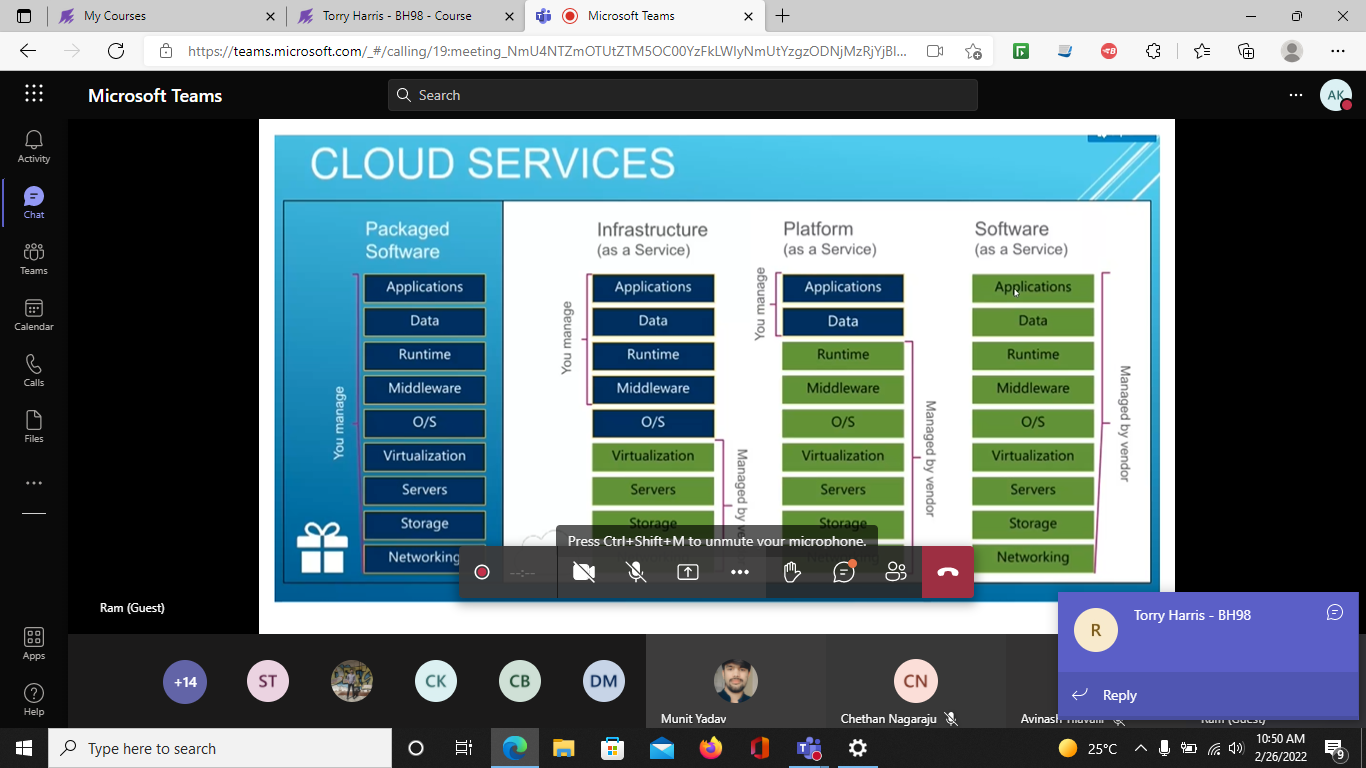 My Courses
Torry Harris - BH98 - Course
Microsoft Teams
https://teams.microsoft.com/_#/calling/19:meeting_NmU4NTZmOTUtZTM5OC00YzFkLWIyNmUtYzgzODNjMzRjYjBl...
Microsoft Teams
Search
AK
Activity
Chat
Teams
Calendar
Calls
Files
Apps
Help
CLOUD SERVICES
Packaged
Software
You manage
Applications
Data
Runtime
Middleware
O/S
Virtualization
Servers
Storage
Networking
Infrastructure
(as a Service)
You manage
Applications
Data
Runtime
Middleware
O/S
Virtualization
Servers
Storage
Managed by
Platform
(as a Service)
You manage
Applications
Data
Runtime
Middleware
O/S
Virtualization
Servers
Storage
Managed by vendor
Software
(as a Service)
Applications
Data
Runtime
Middleware
O/S
Virtualization
Servers
Storage
Networking
Managed by vendor
Press Ctrl+Shift+M to unmute your microphone.
--:--
Ram (Guest)
+14
ST
CK
CB
DM
Munit Yadav
CN
Chethan Nagaraju
Avinash
R
Torry Harris - BH98
Reply
Type here to search
25°C
10:50 AM
2/26/2022
9